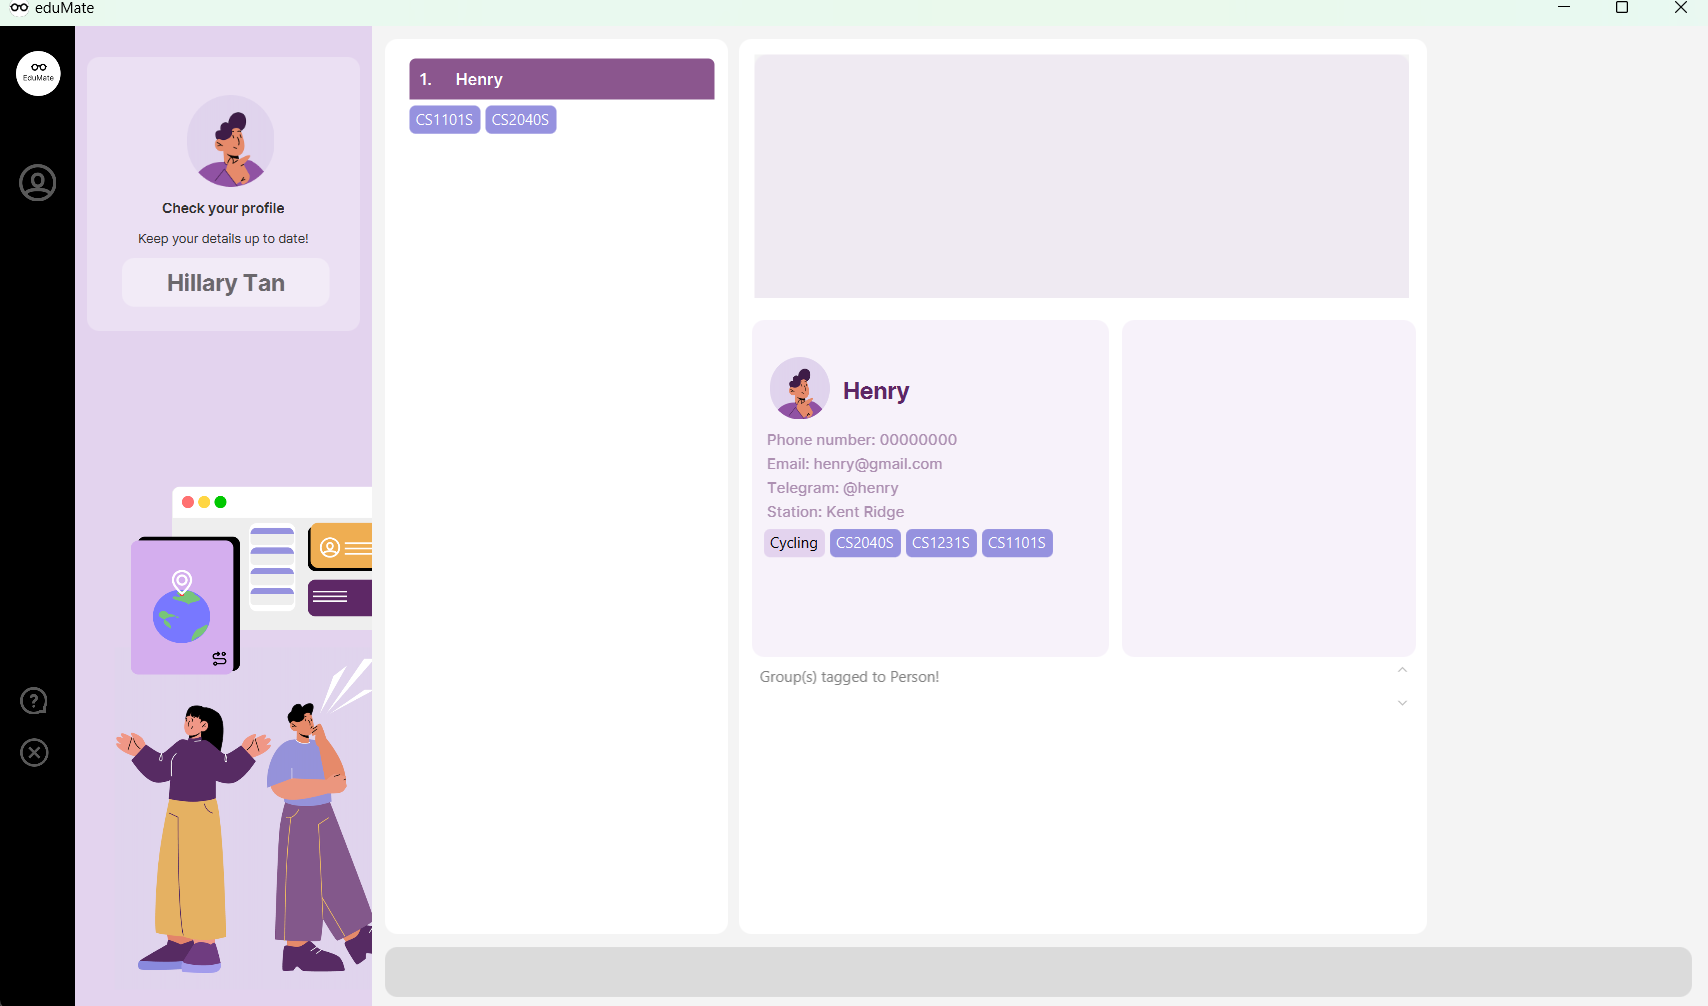 eduMate
EduMate
Check your profile
Keep your details up to date!
Hillary Tan
1. Henry
CS1101S CS2040S
Henry
Phone number: 00000000
Email: henry@gmail.com
Telegram: @henry
Station: Kent Ridge
Cycling CS2040S CS1231S CS1101S
Group(s) tagged to Person!